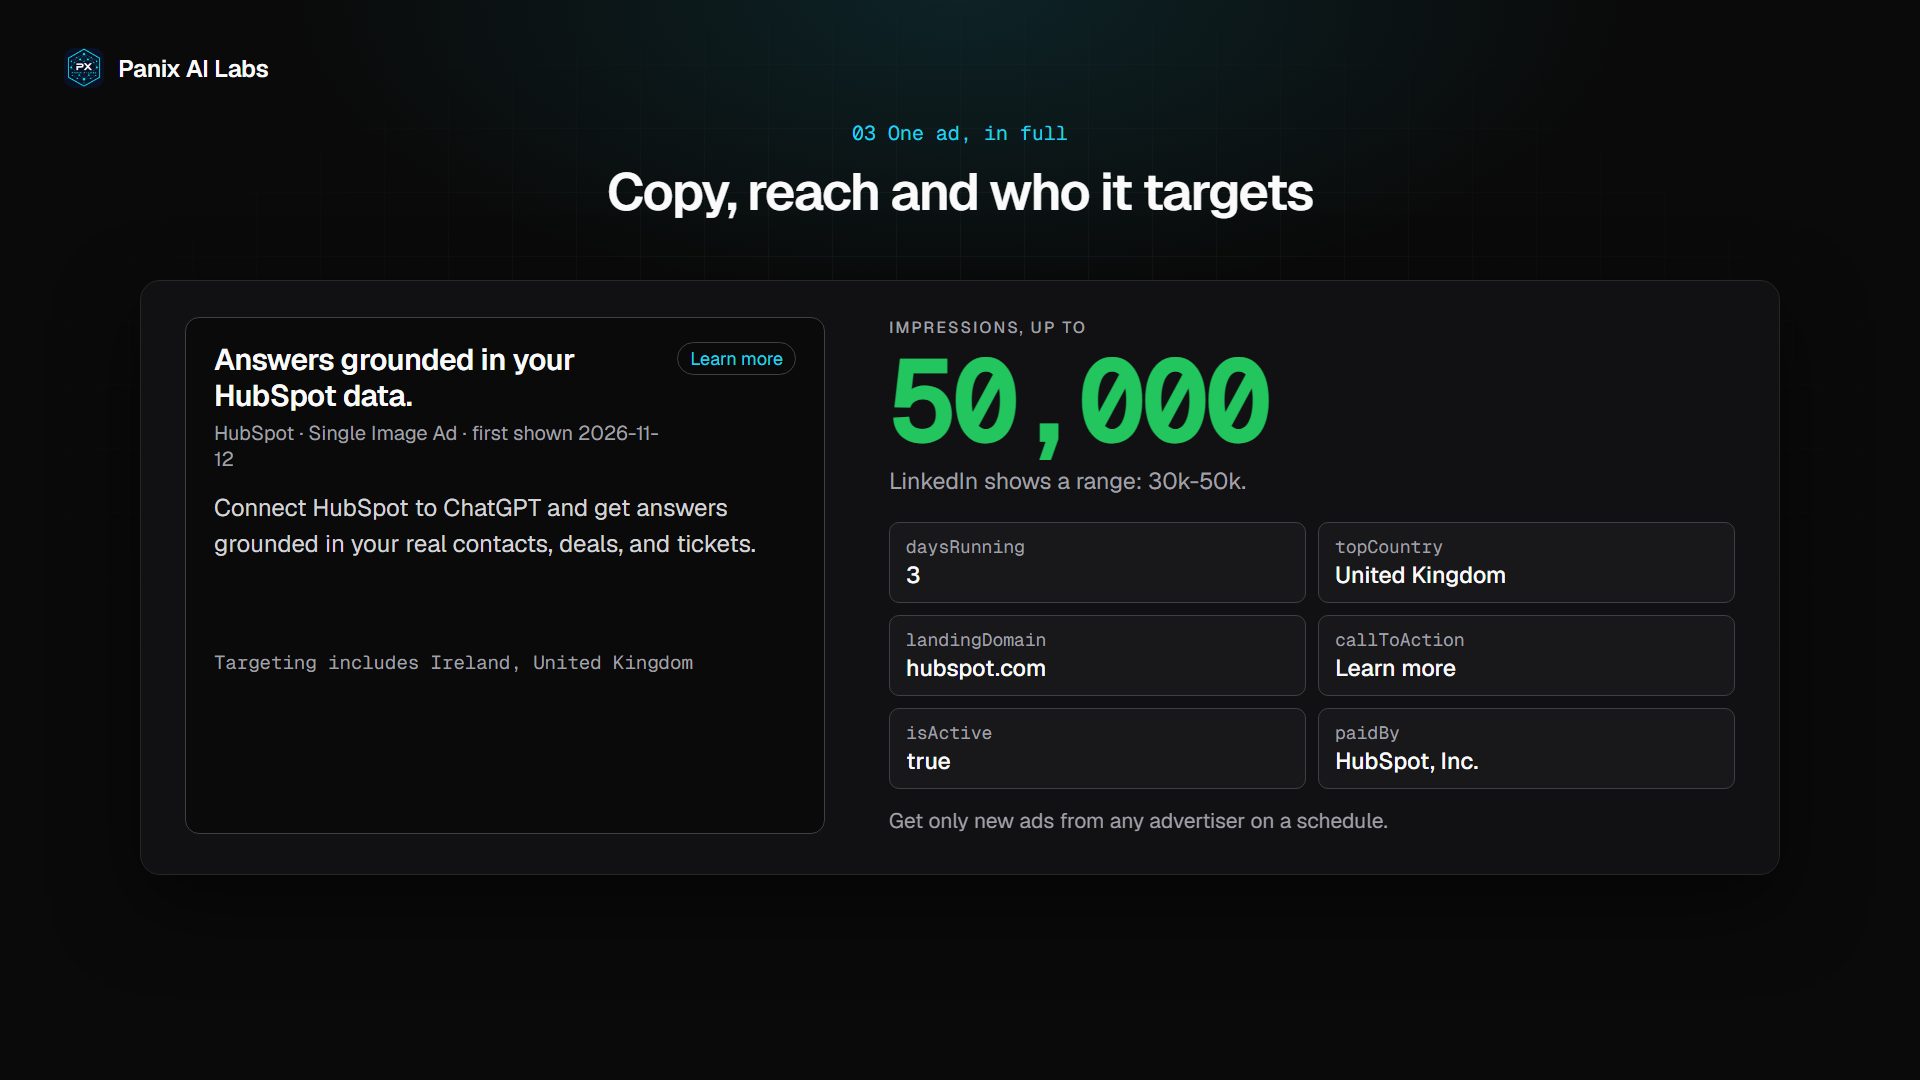 PX
Panix AI Labs
03 One ad, in full
Copy, reach and who it targets
Answers grounded in your
HubSpot data.
Learn more
HubSpot · Single Image Ad · first shown 2026-11-
12
Connect HubSpot to ChatGPT and get answers
grounded in your real contacts, deals, and tickets.
Targeting includes Ireland, United Kingdom
IMPRESSIONS, UP TO
50,000
LinkedIn shows a range: 30k-50k.
daysRunning
3
topCountry
United Kingdom
landingDomain
hubspot.com
callToAction
Learn more
isActive
true
paidBy
HubSpot, Inc.
Get only new ads from any advertiser on a schedule.